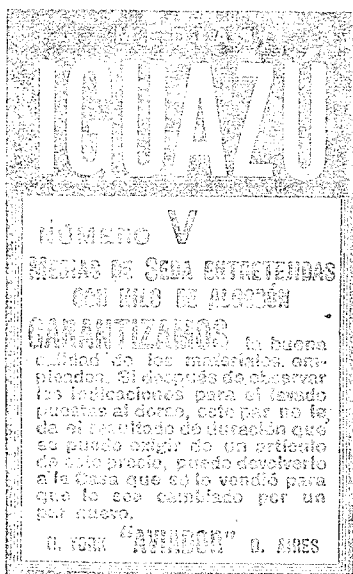 MEDIAS
IGUAZU
NÚMERO V
MEDIAS DE SEDA ENTRETEJIDAS
CON HILO DE ALGODÓN
GARANTIZAMOS la buena
calidad de los materiales em-
pleados. Si después de observar
las indicaciones para el lavado
puestas al dorso, este par no le
da el resultado de duración que
se puede exigir de un artículo
de este precio, puede devolverlo
a la Casa que se lo vendió para
que le sea cambiado por un
par nuevo.
N. YORK "AVIADOR" B. AIRES